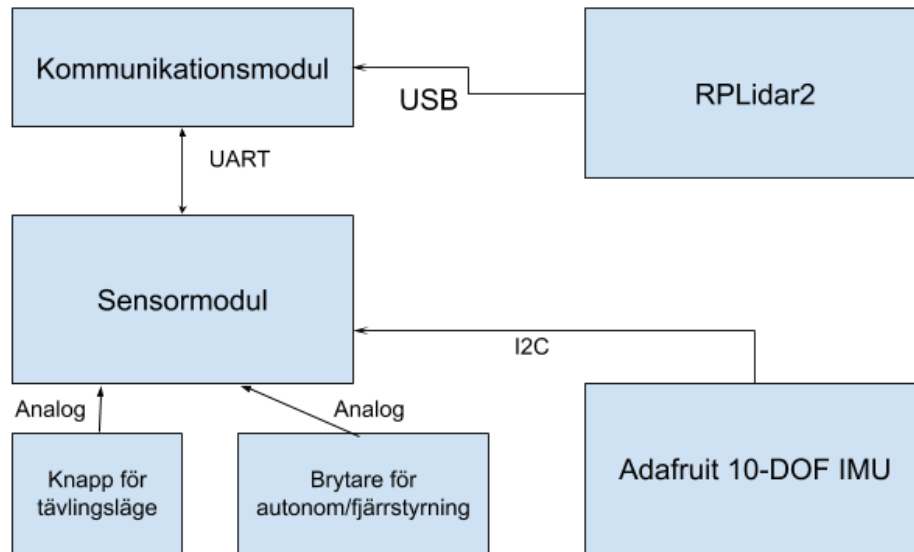 Kommunikationsmodul
USB
RPLidar2
UART
Sensormodul
I2C
Analog
Analog
Knapp för
tävlingsläge
Brytare för
autonom/fjärrstyrning
Adafruit 10-DOF IMU